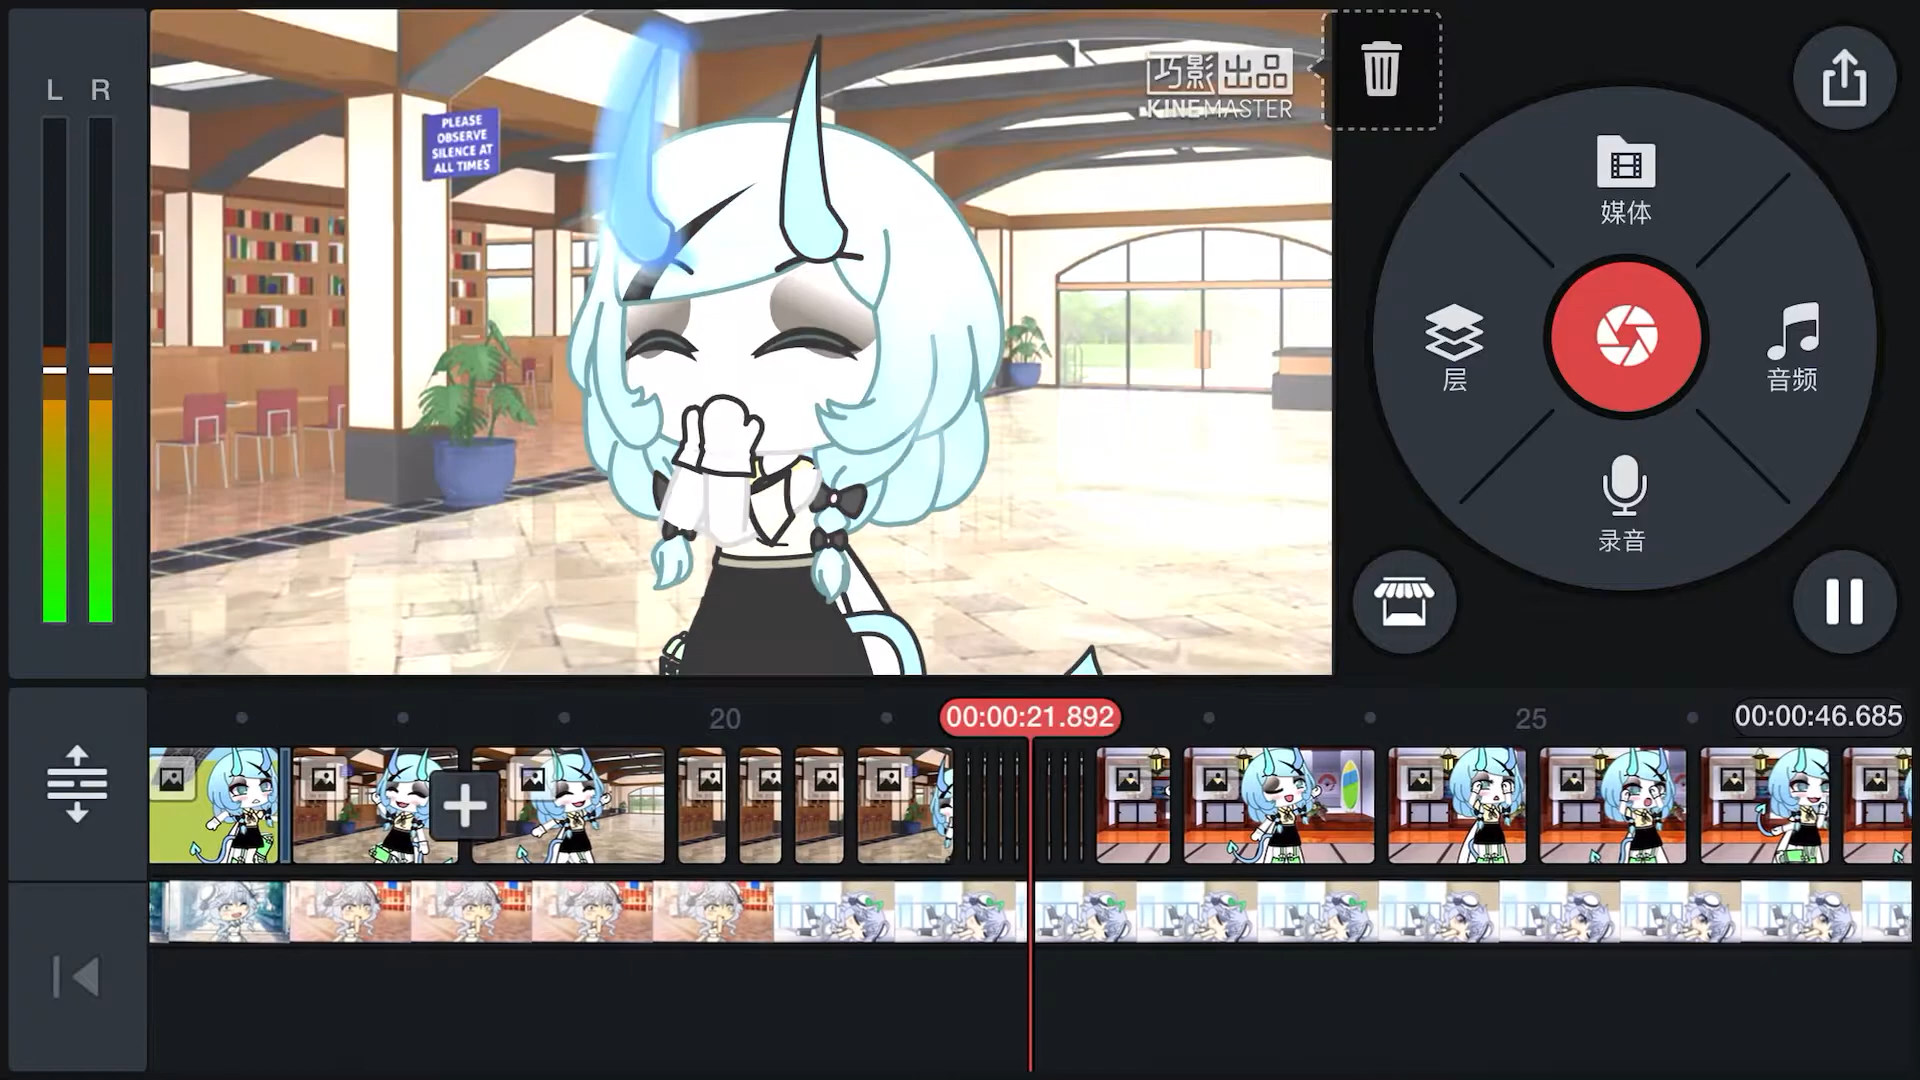 L R
PLEASE
OBSERVE
SILENCE AT
ALL TIMES
巧影出品
KINEMASTER
媒体
层
音频
录音
20
00:00:21.892
25
00:00:46.685